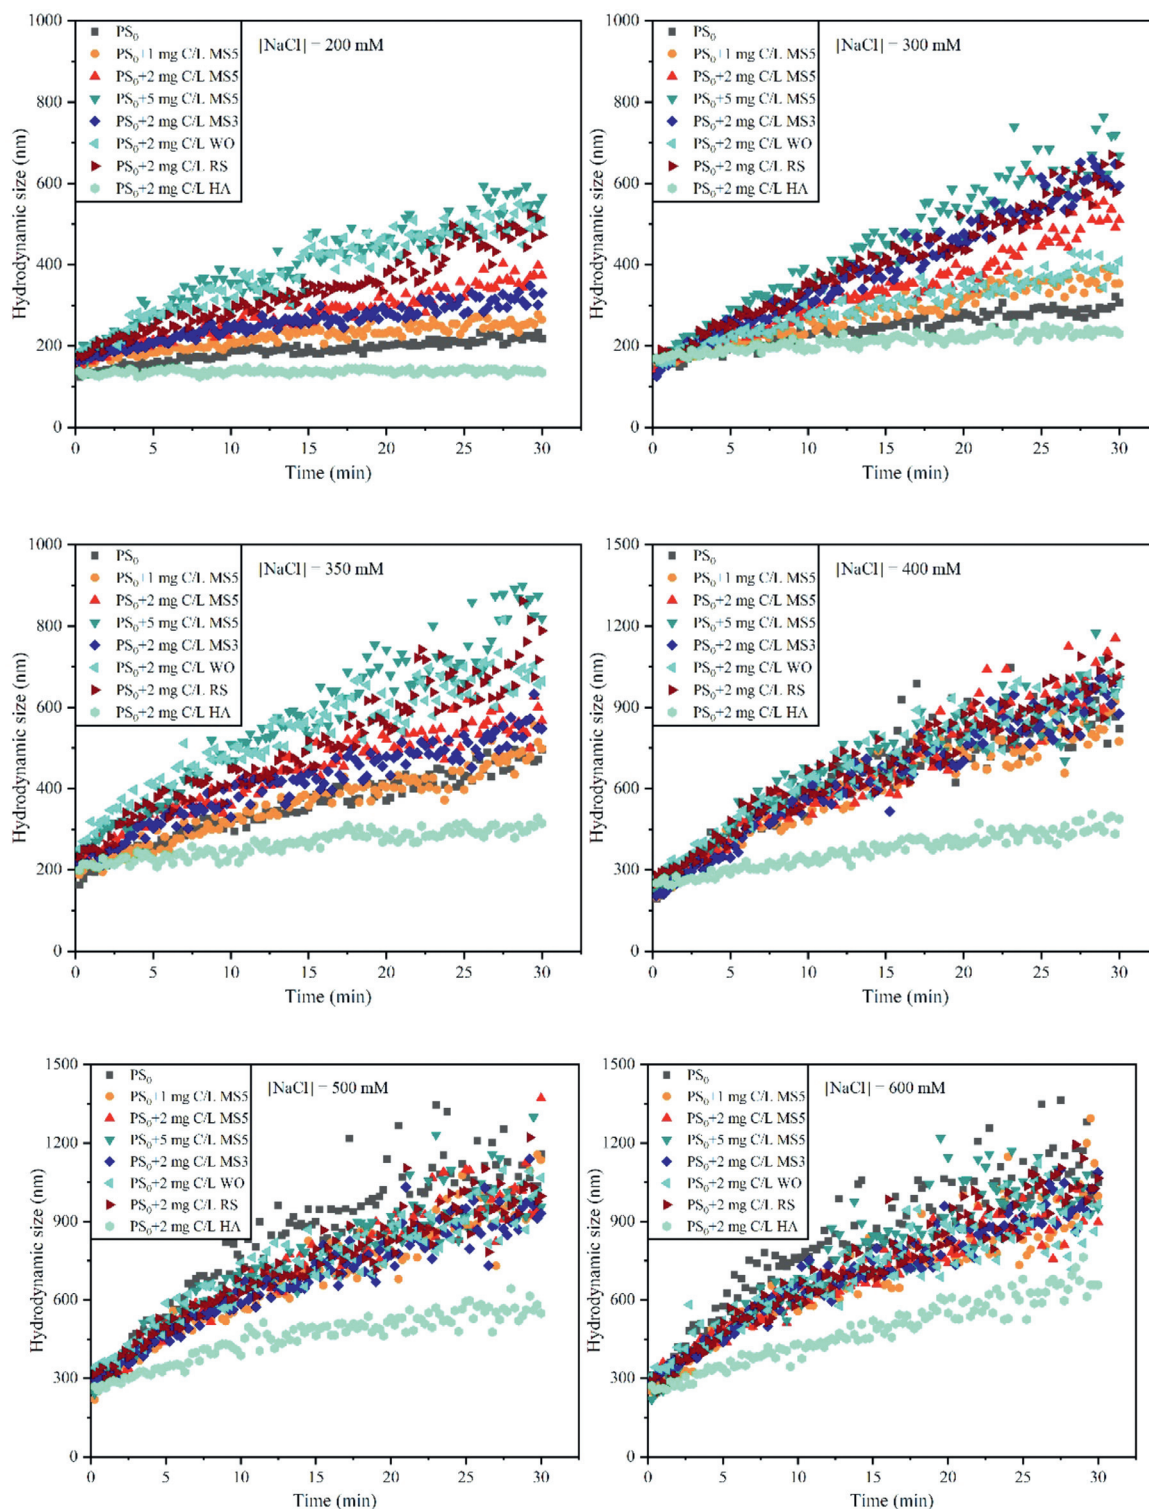 1000
800
600
400
200
0
Hydrodynamic size (nm)
PS₀
PS₀+1 mg C/L MS5
PS₀+2 mg C/L MS5
PS₀+5 mg C/L MS5
PS₀+2 mg C/L MS3
PS₀+2 mg C/L WO
PS₀+2 mg C/L RS
PS₀+2 mg C/L HA
[NaCl] = 200 mM
0 5 10 15 20 25 30
Time (min)
1000
800
600
400
200
0
Hydrodynamic size (nm)
PS₀
PS₀+1 mg C/L MS5
PS₀+2 mg C/L MS5
PS₀+5 mg C/L MS5
PS₀+2 mg C/L MS3
PS₀+2 mg C/L WO
PS₀+2 mg C/L RS
PS₀+2 mg C/L HA
[NaCl] = 300 mM
0 5 10 15 20 25 30
Time (min)
1000
800
600
400
200
0
Hydrodynamic size (nm)
PS₀
PS₀+1 mg C/L MS5
PS₀+2 mg C/L MS5
PS₀+5 mg C/L MS5
PS₀+2 mg C/L MS3
PS₀+2 mg C/L WO
PS₀+2 mg C/L RS
PS₀+2 mg C/L HA
[NaCl] = 350 mM
0 5 10 15 20 25 30
Time (min)
1500
1200
900
600
300
0
Hydrodynamic size (nm)
PS₀
PS₀+1 mg C/L MS5
PS₀+2 mg C/L MS5
PS₀+5 mg C/L MS5
PS₀+2 mg C/L MS3
PS₀+2 mg C/L WO
PS₀+2 mg C/L RS
PS₀+2 mg C/L HA
[NaCl] = 400 mM
0 5 10 15 20 25 30
Time (min)
1500
1200
900
600
300
0
Hydrodynamic size (nm)
PS₀
PS₀+1 mg C/L MS5
PS₀+2 mg C/L MS5
PS₀+5 mg C/L MS5
PS₀+2 mg C/L MS3
PS₀+2 mg C/L WO
PS₀+2 mg C/L RS
PS₀+2 mg C/L HA
[NaCl] = 500 mM
0 5 10 15 20 25 30
Time (min)
1500
1200
900
600
300
0
Hydrodynamic size (nm)
PS₀
PS₀+1 mg C/L MS5
PS₀+2 mg C/L MS5
PS₀+5 mg C/L MS5
PS₀+2 mg C/L MS3
PS₀+2 mg C/L WO
PS₀+2 mg C/L RS
PS₀+2 mg C/L HA
[NaCl] = 600 mM
0 5 10 15 20 25 30
Time (min)